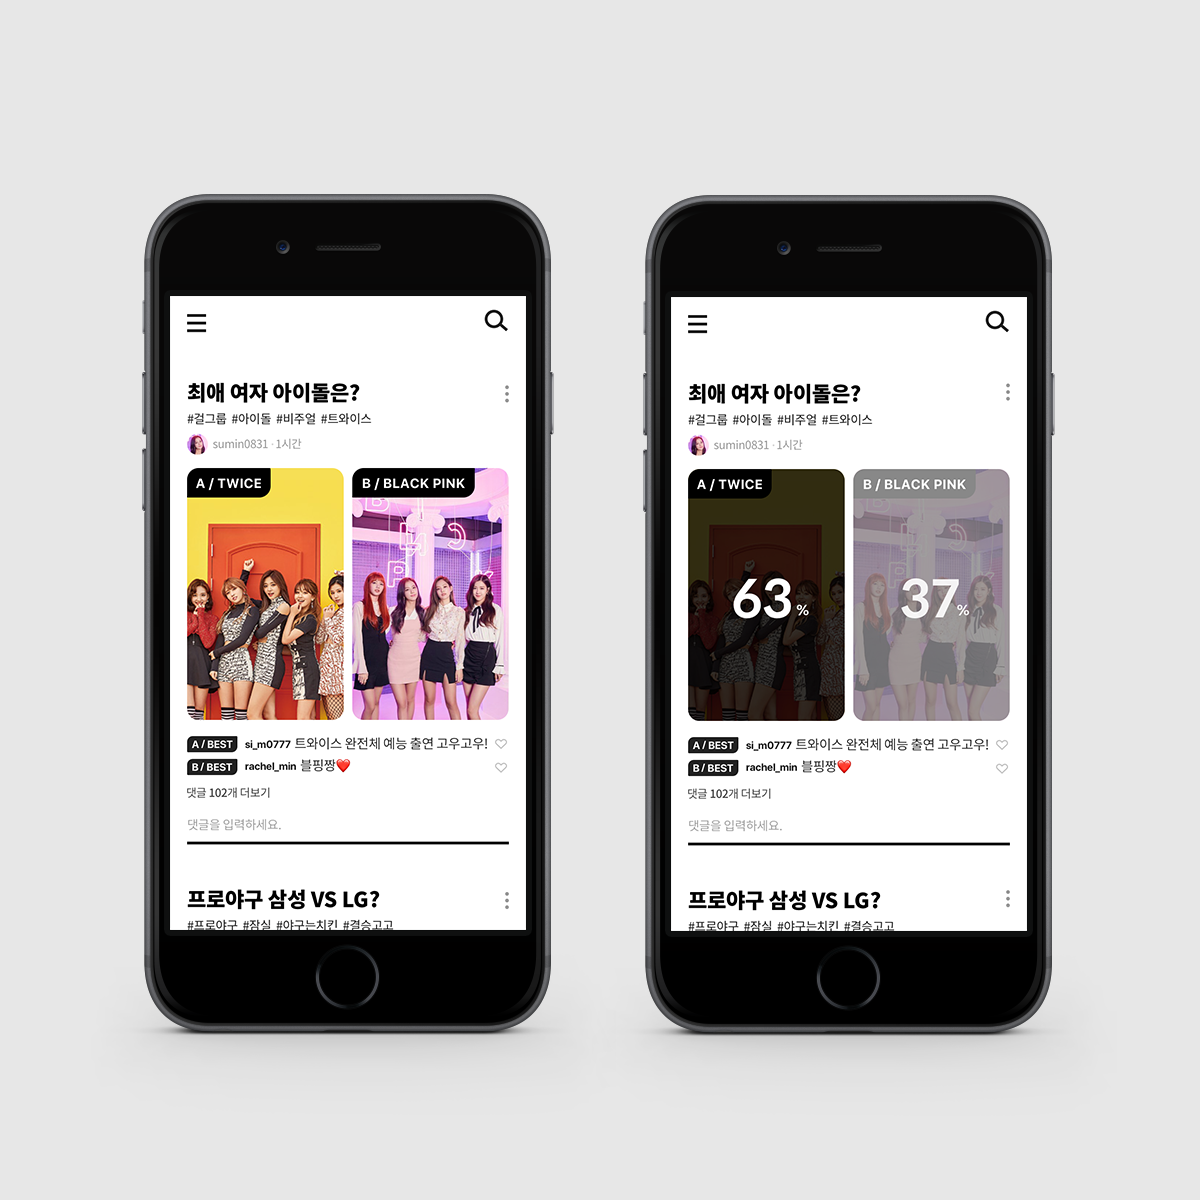 최애 여자 아이돌은?
#걸그룹 #아이돌 #비주얼 #트와이스
sumin0831 · 1시간
A / TWICE
B / BLACK PINK
A / BEST si_m0777 트와이스 완전체 예능 출연 고우고우!
B / BEST rachel_min 블핑짱❤️
댓글 102개 더보기
댓글을 입력하세요.
프로야구 삼성 VS LG?
#프로야구 #잠실 #야구는치킨 #결승고고
최애 여자 아이돌은?
#걸그룹 #아이돌 #비주얼 #트와이스
sumin0831 · 1시간
A / TWICE
B / BLACK PINK
63%
37%
A / BEST si_m0777 트와이스 완전체 예능 출연 고우고우!
B / BEST rachel_min 블핑짱❤️
댓글 102개 더보기
댓글을 입력하세요.
프로야구 삼성 VS LG?
#프로야구 #잠실 #야구는치킨 #결승고고